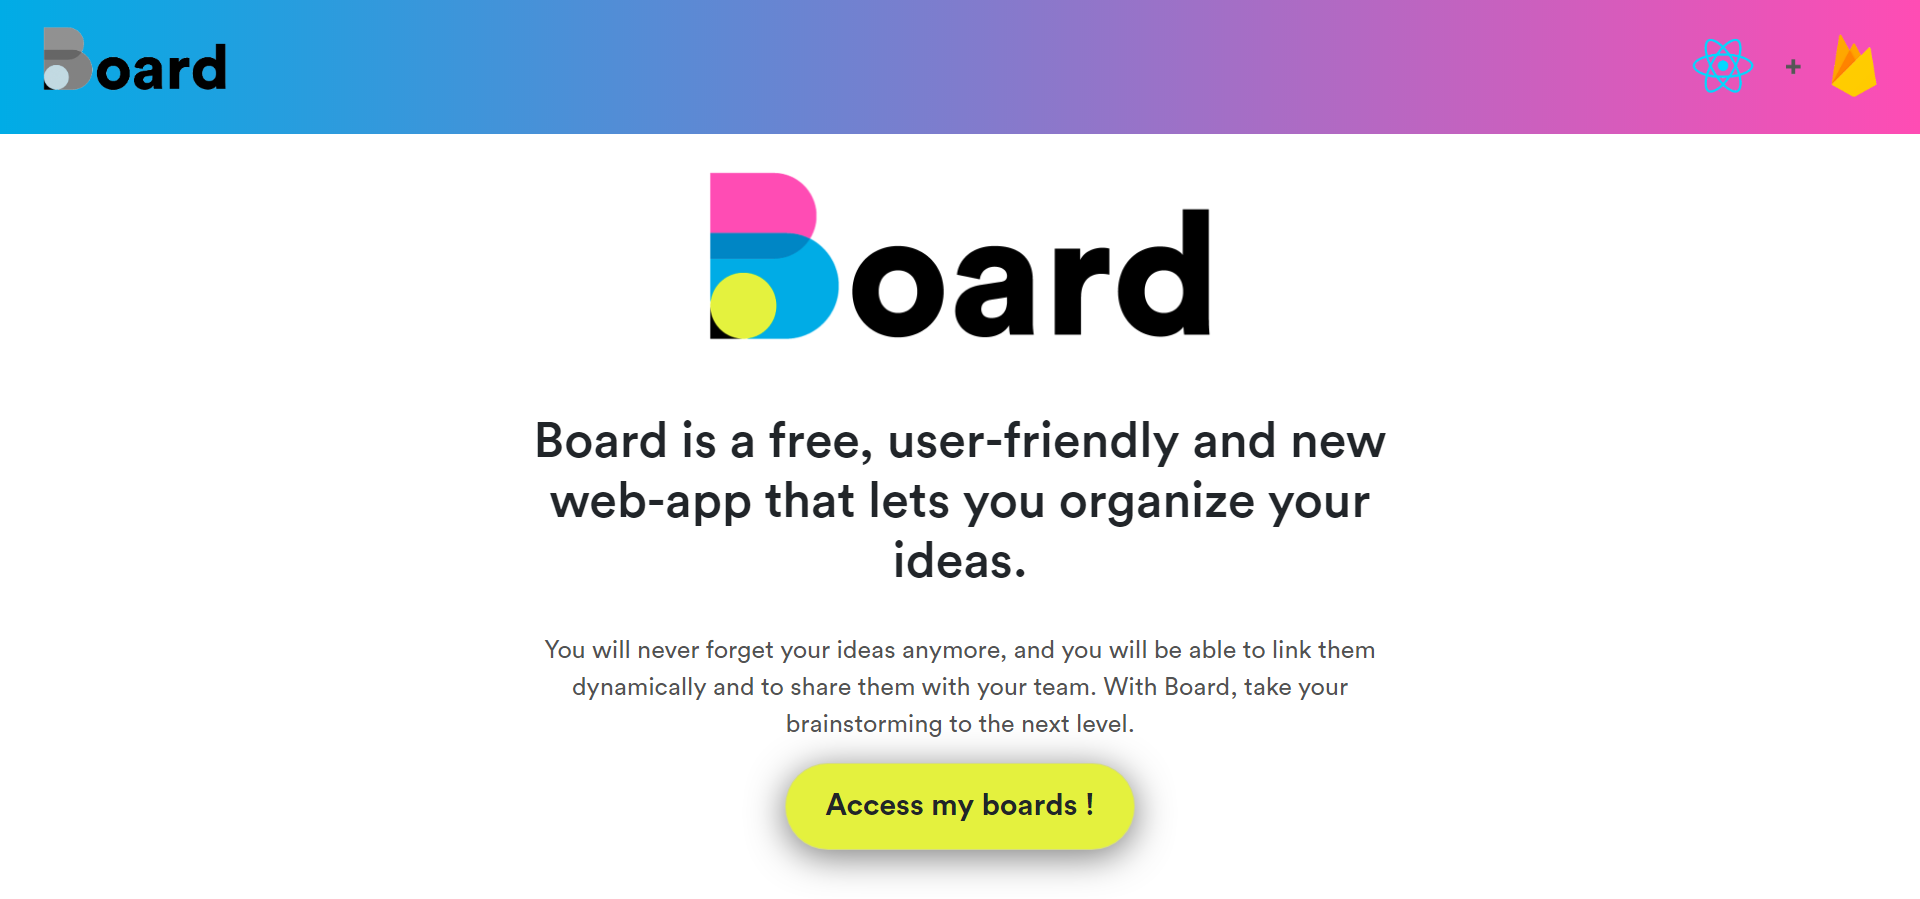 Board
+
Board
Board is a free, user-friendly and new
web-app that lets you organize your
ideas.
You will never forget your ideas anymore, and you will be able to link them
dynamically and to share them with your team. With Board, take your
brainstorming to the next level.
Access my boards !